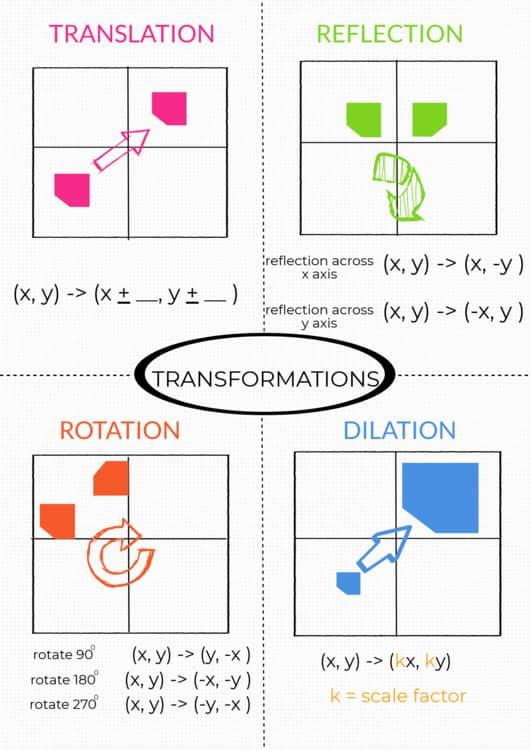 TRANSLATION
(x, y) -> (x ± __, y ± __ )
REFLECTION
reflection across x axis (x, y) -> (x, -y )
reflection across y axis (x, y) -> (-x, y )
TRANSFORMATIONS
ROTATION
rotate 90° (x, y) -> (y, -x )
rotate 180° (x, y) -> (-x, -y )
rotate 270° (x, y) -> (-y, -x )
DILATION
(x, y) -> (kx, ky)
k = scale factor